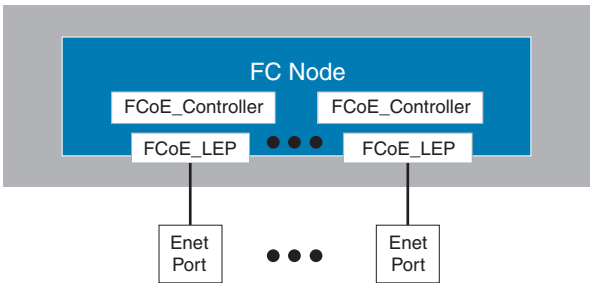 FC Node
FCoE_Controller FCoE_Controller
FCoE_LEP FCoE_LEP
Enet Enet
Port Port